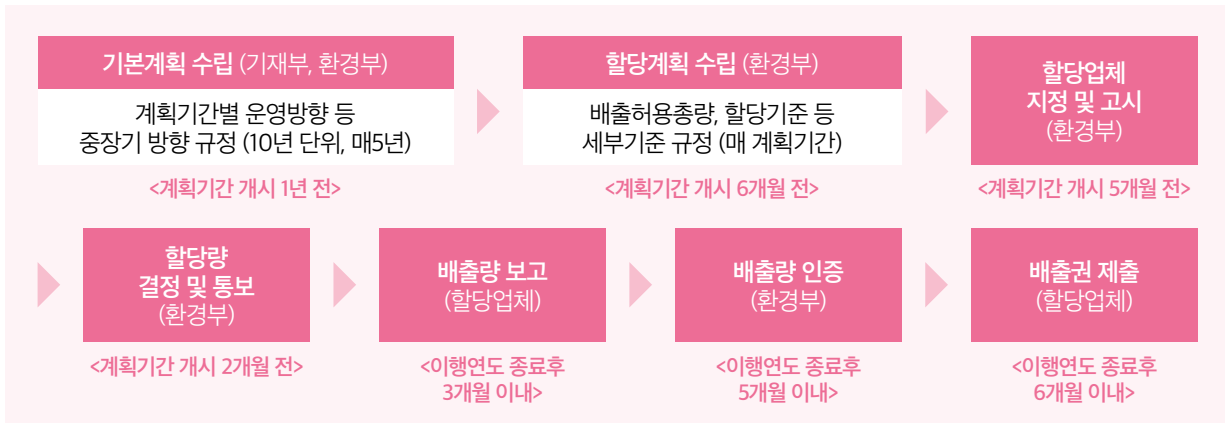 기본계획 수립 (기재부, 환경부)
계획기간별 운영방향 등
중장기 방향 규정 (10년 단위, 매5년)
<계획기간 개시 1년 전>
할당계획 수립 (환경부)
배출허용총량, 할당기준 등
세부기준 규정 (매 계획기간)
<계획기간 개시 6개월 전>
할당업체
지정 및 고시
(환경부)
<계획기간 개시 5개월 전>
할당량
결정 및 통보
(환경부)
<계획기간 개시 2개월 전>
배출량 보고
(할당업체)
<이행연도 종료후
3개월 이내>
배출량 인증
(환경부)
<이행연도 종료후
5개월 이내>
배출권 제출
(할당업체)
<이행연도 종료후
6개월 이내>